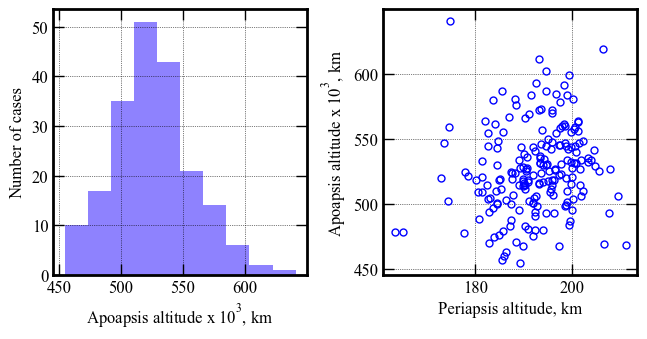 50
40
30
20
10
0
Number of cases
450 500 550 600
Apoapsis altitude x 10³, km
600
550
500
450
Apoapsis altitude x 10³, km
180 200
Periapsis altitude, km